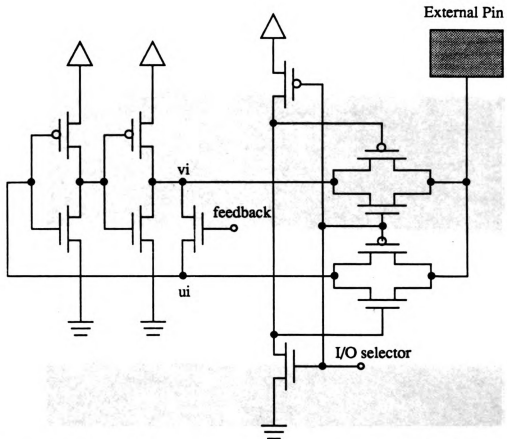 External Pin
vi
feedback
ui
I/O selector